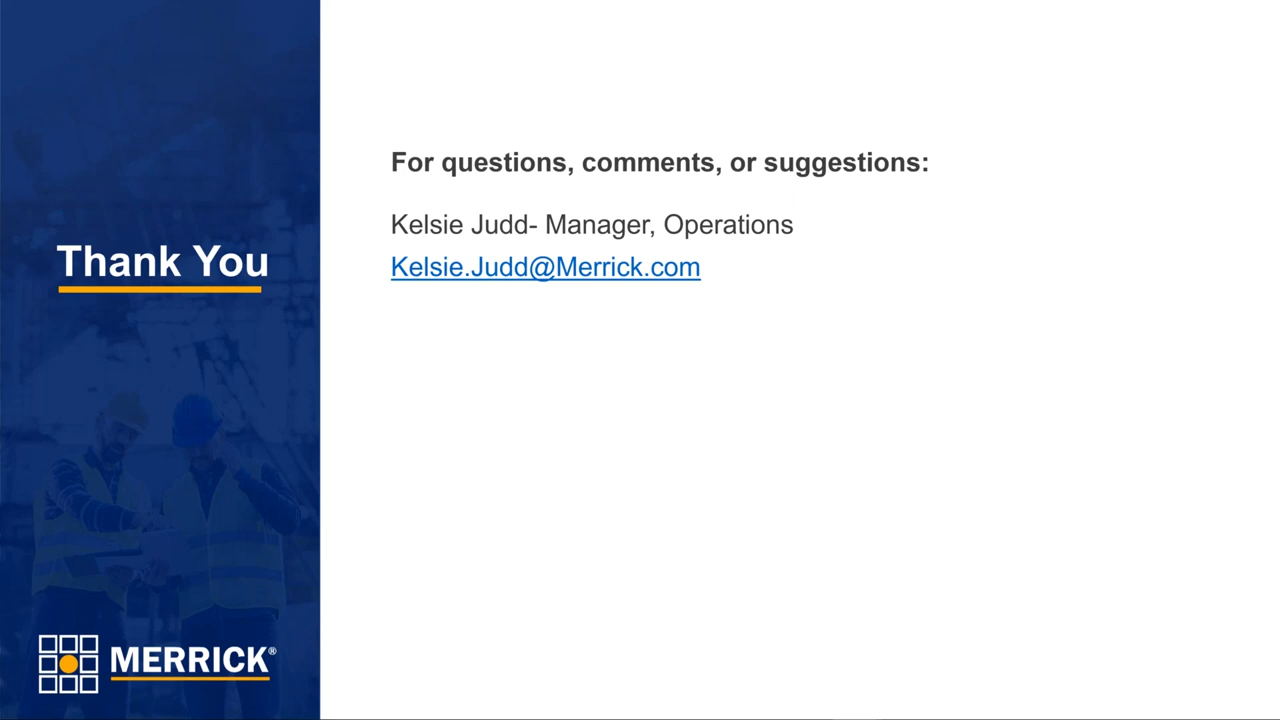 Thank You
For questions, comments, or suggestions:
Kelsie Judd- Manager, Operations
Kelsie.Judd@Merrick.com
MERRICK®